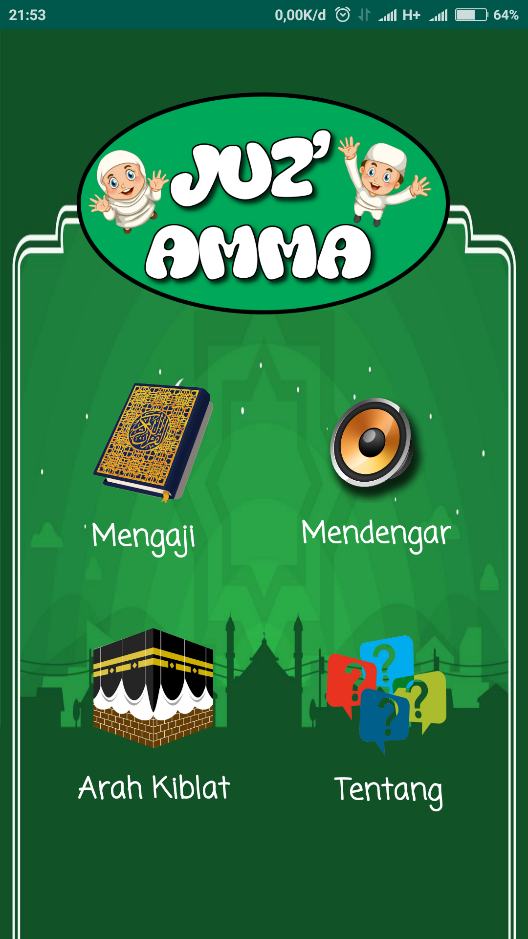 21:53 0,00K/d H+ 64%
JUZ'
AMMA
Mengaji Mendengar
Arah Kiblat Tentang